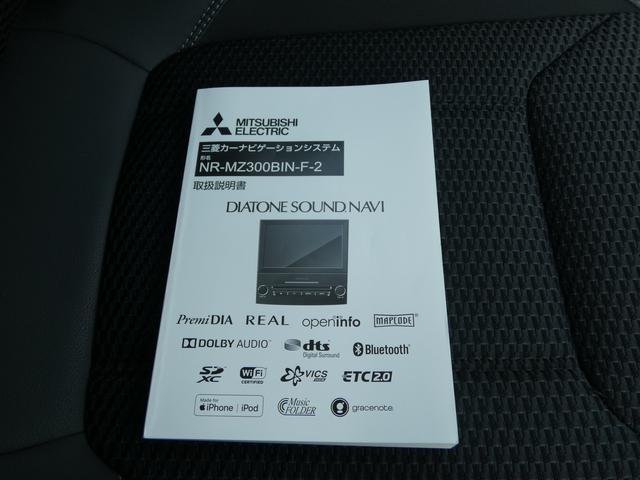 MITSUBISHI
ELECTRIC
三菱カーナビゲーションシステム
形名
NR-MZ300BIN-F-2
取扱説明書
DIATONE SOUND.NAVI
PremiDIA REAL openinfo MAPCODE
DOLBY AUDIO dts Digital Surround Bluetooth
SD XC Wi Fi CERTIFIED VICS ETC2.0
Made for iPhone | iPod Music FOLDER gracenote